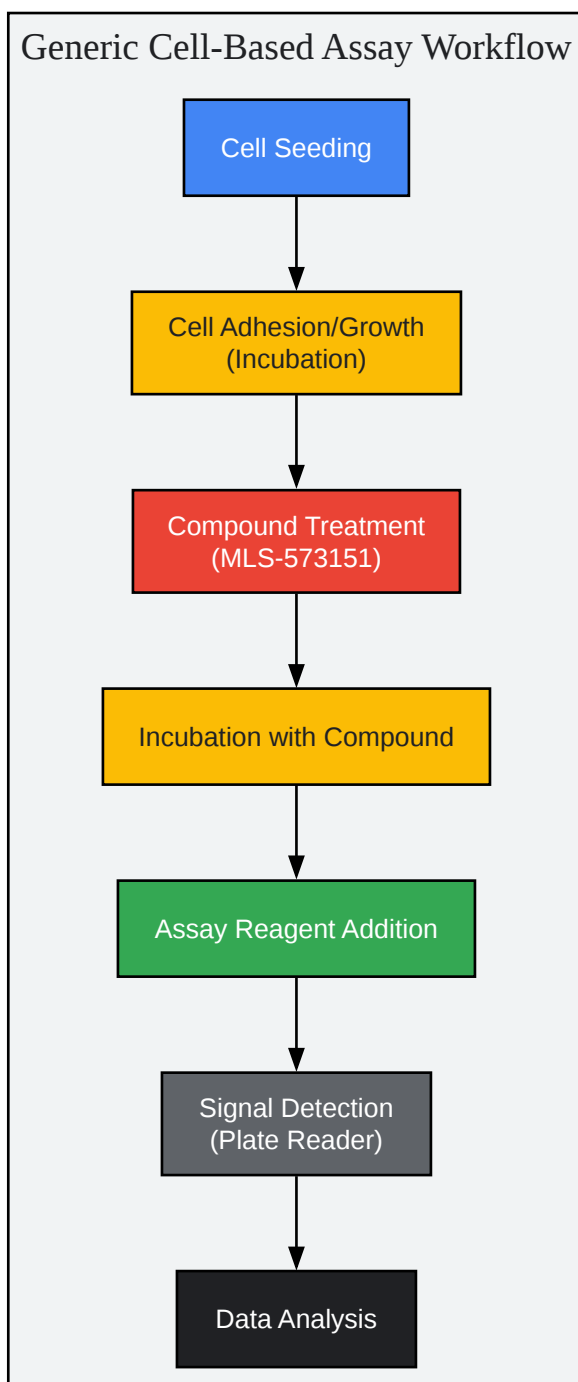 Generic Cell-Based Assay Workflow
Cell Seeding
Cell Adhesion/Growth
(Incubation)
Compound Treatment
(MLS-573151)
Incubation with Compound
Assay Reagent Addition
Signal Detection
(Plate Reader)
Data Analysis